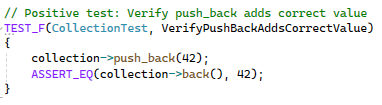 // Positive test: Verify push_back adds correct value
TEST_F(CollectionTest, VerifyPushBackAddsCorrectValue)
{
    collection->push_back(42);
    ASSERT_EQ(collection->back(), 42);
}